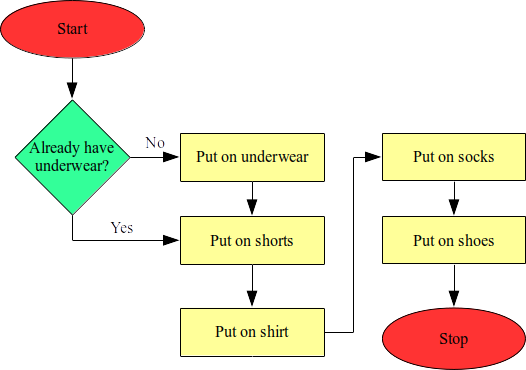 Start
Already have
underwear?
No
Yes
Put on underwear
Put on shorts
Put on shirt
Put on socks
Put on shoes
Stop